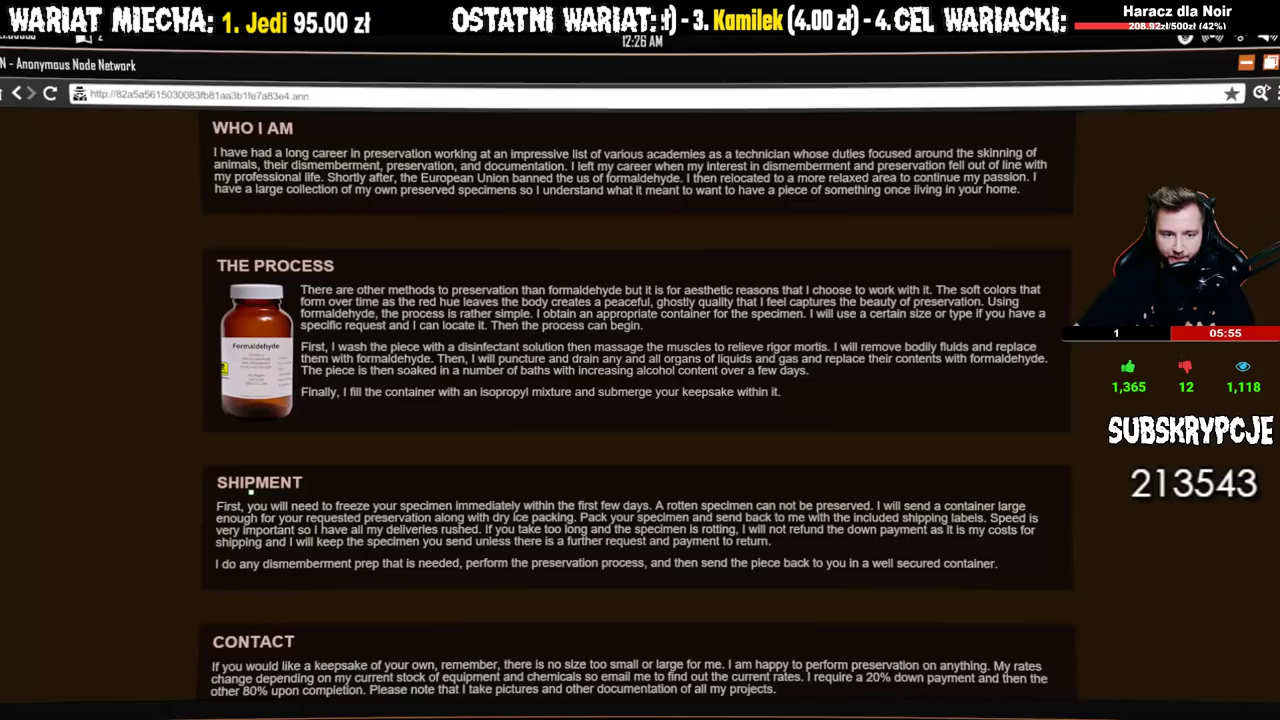 WARIAT MIECHA: 1. Jedi 95.00 zł
OSTATNI WARIAT: ł) - 3. Kamilek (4.00 zł) - 4.
CEL WARIACKI:
Haracz dla Noir
208.92zł/500zł (42%)
12:26 AM
N - Anonymous Node Network
http://82a5a5615030083fb81aa3b1fe7a83e4.ann
WHO I AM
I have had a long career in preservation working at an impressive list of various academies as a technician whose duties focused around the skinning of
animals, their dismemberment, preservation, and documentation. I left my career when my interest in dismemberment and preservation fell out of line with
my professional life. Shortly after, the European Union banned the us of formaldehyde. I then relocated to a more relaxed area to continue my passion. I
have a large collection of my own preserved specimens so I understand what it meant to want to have a piece of something once living in your home.
THE PROCESS
There are other methods to preservation than formaldehyde but it is for aesthetic reasons that I choose to work with it. The soft colors that
form over time as the red hue leaves the body creates a peaceful, ghostly quality that I feel captures the beauty of preservation. Using
formaldehyde, the process is rather simple. I obtain an appropriate container for the specimen. I will use a certain size or type if you have a
specific request and I can locate it. Then the process can begin.
First, I wash the piece with a disinfectant solution then massage the muscles to relieve rigor mortis. I will remove bodily fluids and replace
them with formaldehyde. Then, I will puncture and drain any and all organs of liquids and gas and replace their contents with formaldehyde.
The piece is then soaked in a number of baths with increasing alcohol content over a few days.
Finally, I fill the container with an isopropyl mixture and submerge your keepsake within it.
Formaldehyde
SHIPMENT
First, you will need to freeze your specimen immediately within the first few days. A rotten specimen can not be preserved. I will send a container large
enough for your requested preservation along with dry ice packing. Pack your specimen and send back to me with the included shipping labels. Speed is
very important so I have all my deliveries rushed. If you take too long and the specimen is rotting, I will not refund the down payment as it is my costs for
shipping and I will keep the specimen you send unless there is a further request and payment to return.
I do any dismemberment prep that is needed, perform the preservation process, and then send the piece back to you in a well secured container.
CONTACT
If you would like a keepsake of your own, remember, there is no size too small or large for me. I am happy to perform preservation on anything. My rates
change depending on my current stock of equipment and chemicals so email me to find out the current rates. I require a 20% down payment and then the
other 80% upon completion. Please note that I take pictures and other documentation of all my projects.
1
05:55
1,365
12
1,118
SUBSKRYPCJE
213543